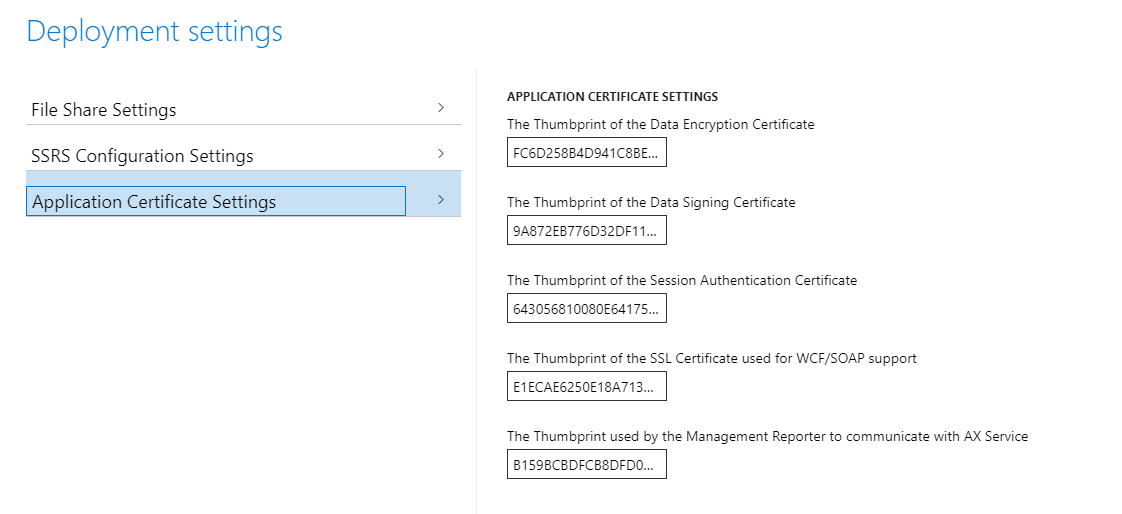 Deployment settings
File Share Settings
SSRS Configuration Settings
Application Certificate Settings
APPLICATION CERTIFICATE SETTINGS
The Thumbprint of the Data Encryption Certificate
FC6D258B4D941C8BE...
The Thumbprint of the Data Signing Certificate
9A872EB776D32DF11...
The Thumbprint of the Session Authentication Certificate
643056810080E64175...
The Thumbprint of the SSL Certificate used for WCF/SOAP support
E1ECAE6250E18A713...
The Thumbprint used by the Management Reporter to communicate with AX Service
B159BCBDFCB8DFD0...